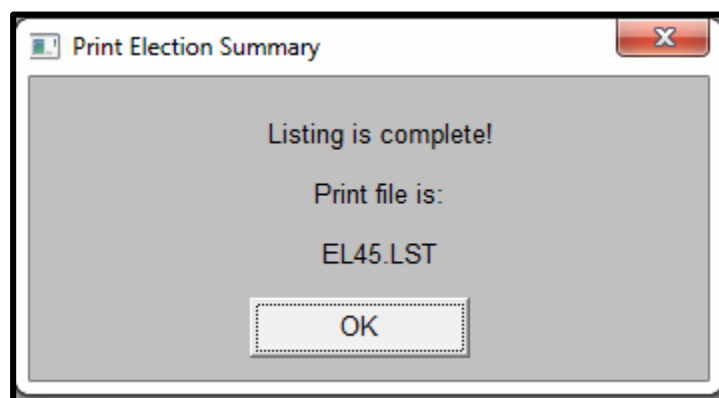 Print Election Summary
Listing is complete!
Print file is:
EL45.LST
OK